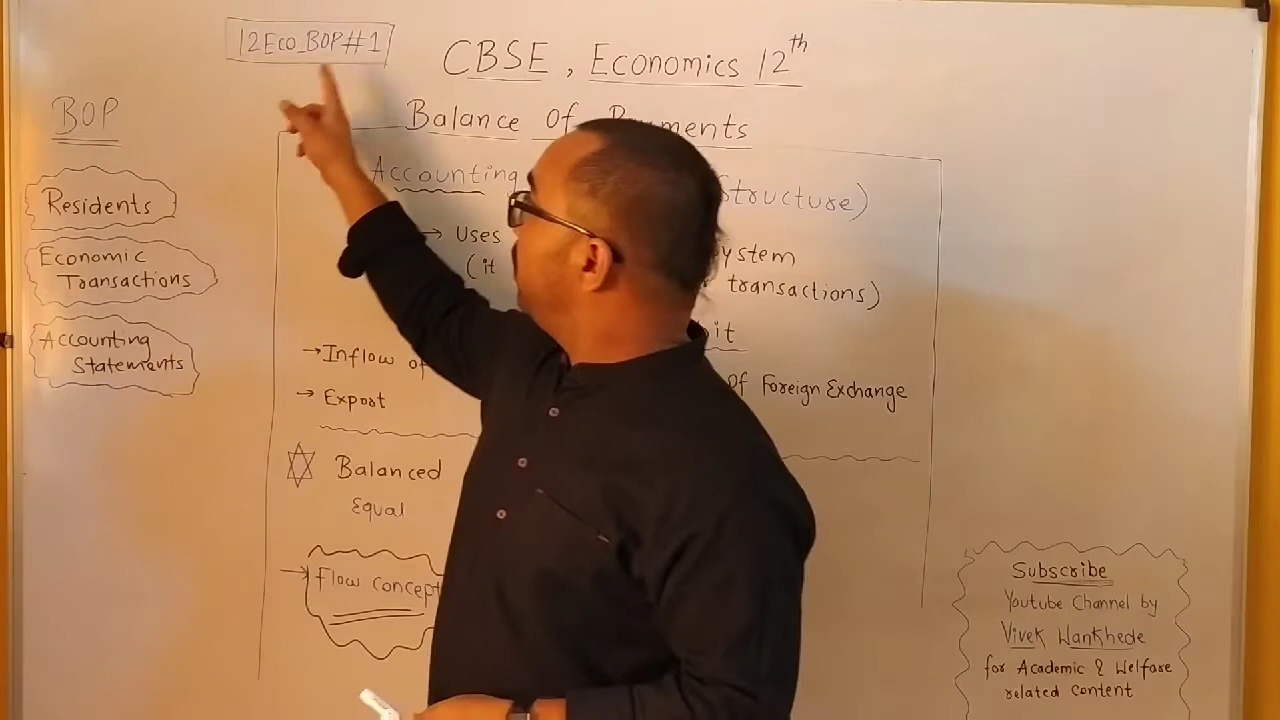 12Eco_BOP#1
CBSE, Economics 12th
BOP
Balance of Payments
Accounting
Structure)
Residents
Economic
Transactions
Accounting
Statements
→ Uses
(it
transactions)
→ Inflow of
of Foreign Exchange
→ Export
Balanced
Equal
→ Flow concept
Subscribe
Youtube Channel by
Vivek Wankhede
for Academic & Welfare
related content